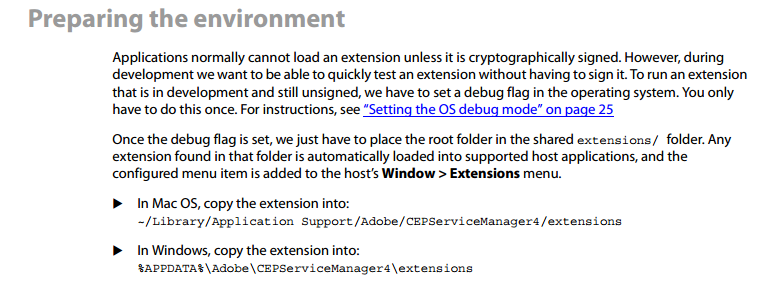 Preparing the environment
Applications normally cannot load an extension unless it is cryptographically signed. However, during
development we want to be able to quickly test an extension without having to sign it. To run an extension
that is in development and still unsigned, we have to set a debug flag in the operating system. You only
have to do this once. For instructions, see “Setting the OS debug mode” on page 25
Once the debug flag is set, we just have to place the root folder in the shared extensions/ folder. Any
extension found in that folder is automatically loaded into supported host applications, and the
configured menu item is added to the host’s Window > Extensions menu.
► In Mac OS, copy the extension into:
~/Library/Application Support/Adobe/CEPServiceManager4/extensions
► In Windows, copy the extension into:
%APPDATA%\Adobe\CEPServiceManager4\extensions